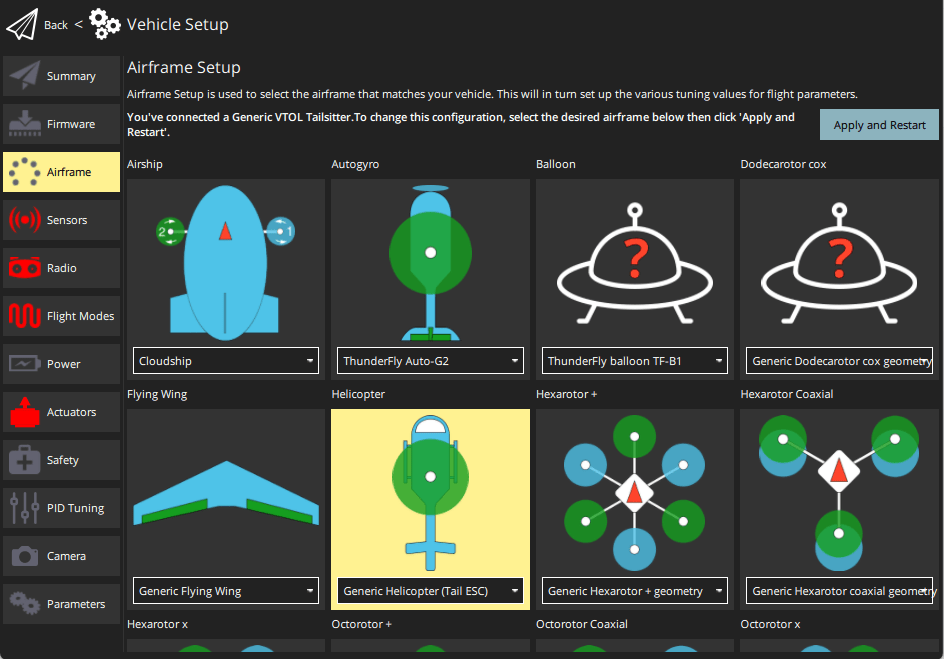 Back < Vehicle Setup
Summary
Firmware
Airframe
Sensors
Radio
Flight Modes
Power
Actuators
Safety
PID Tuning
Camera
Parameters
Airframe Setup
Airframe Setup is used to select the airframe that matches your vehicle. This will in turn set up the various tuning values for flight parameters.
You've connected a Generic VTOL Tailsitter.To change this configuration, select the desired airframe below then click 'Apply and
Restart'.
Apply and Restart
Airship
Autogyro
Balloon
Dodecarotor cox
2
1
?
?
Cloudship
ThunderFly Auto-G2
ThunderFly balloon TF-B1
Generic Dodecarotor cox geometry
Flying Wing
Helicopter
Hexarotor +
Hexarotor Coaxial
Generic Flying Wing
Generic Helicopter (Tail ESC)
Generic Hexarotor + geometry
Generic Hexarotor coaxial geometry
Hexarotor x
Octorotor +
Octorotor Coaxial
Octorotor x